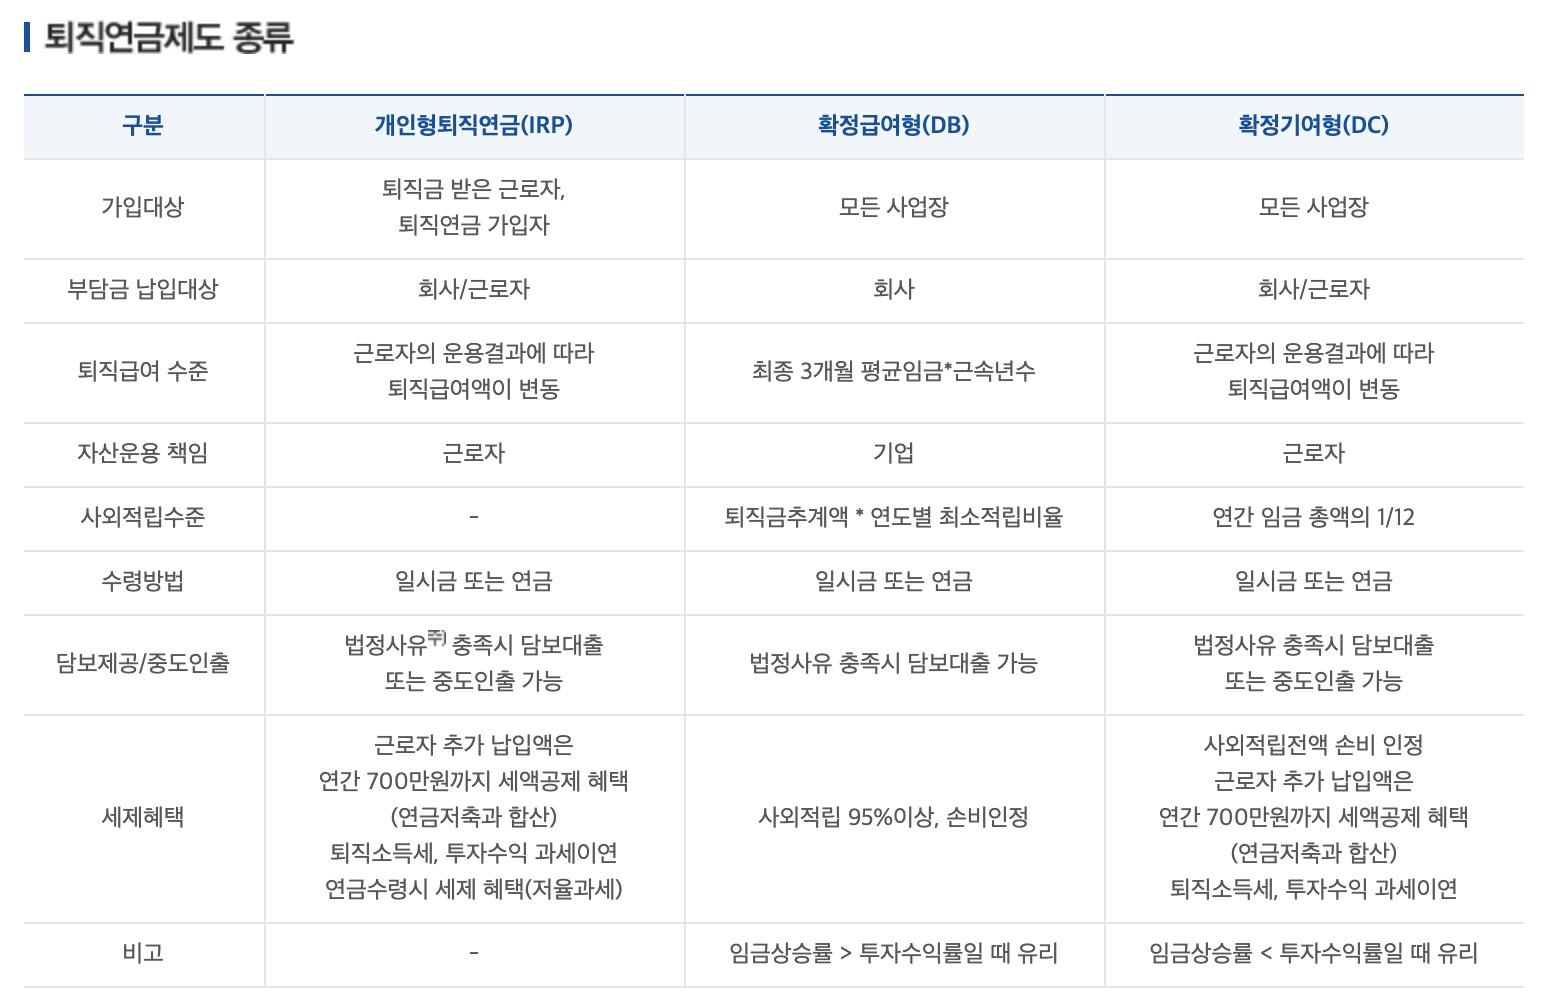 퇴직연금제도 종류
구분 개인형퇴직연금(IRP) 확정급여형(DB) 확정기여형(DC)
가입대상
퇴직금 받은 근로자,
퇴직연금 가입자
모든 사업장
모든 사업장
부담금 납입대상 회사/근로자 회사 회사/근로자
퇴직급여 수준
근로자의 운용결과에 따라
퇴직급여액이 변동
최종 3개월 평균임금*근속년수
근로자의 운용결과에 따라
퇴직급여액이 변동
자산운용 책임 근로자 기업 근로자
사외적립수준 - 퇴직금추계액 * 연도별 최소적립비율 연간 임금 총액의 1/12
수령방법 일시금 또는 연금 일시금 또는 연금 일시금 또는 연금
담보제공/중도인출
법정사유주) 충족시 담보대출
또는 중도인출 가능
법정사유 충족시 담보대출 가능
법정사유 충족시 담보대출
또는 중도인출 가능
세제혜택
근로자 추가 납입액은
연간 700만원까지 세액공제 혜택
(연금저축과 합산)
퇴직소득세, 투자수익 과세이연
연금수령시 세제 혜택(저율과세)
사외적립 95%이상, 손비인정
사외적립전액 손비 인정
근로자 추가 납입액은
연간 700만원까지 세액공제 혜택
(연금저축과 합산)
퇴직소득세, 투자수익 과세이연
비고 - 임금상승률 > 투자수익률일 때 유리 임금상승률 < 투자수익률일 때 유리